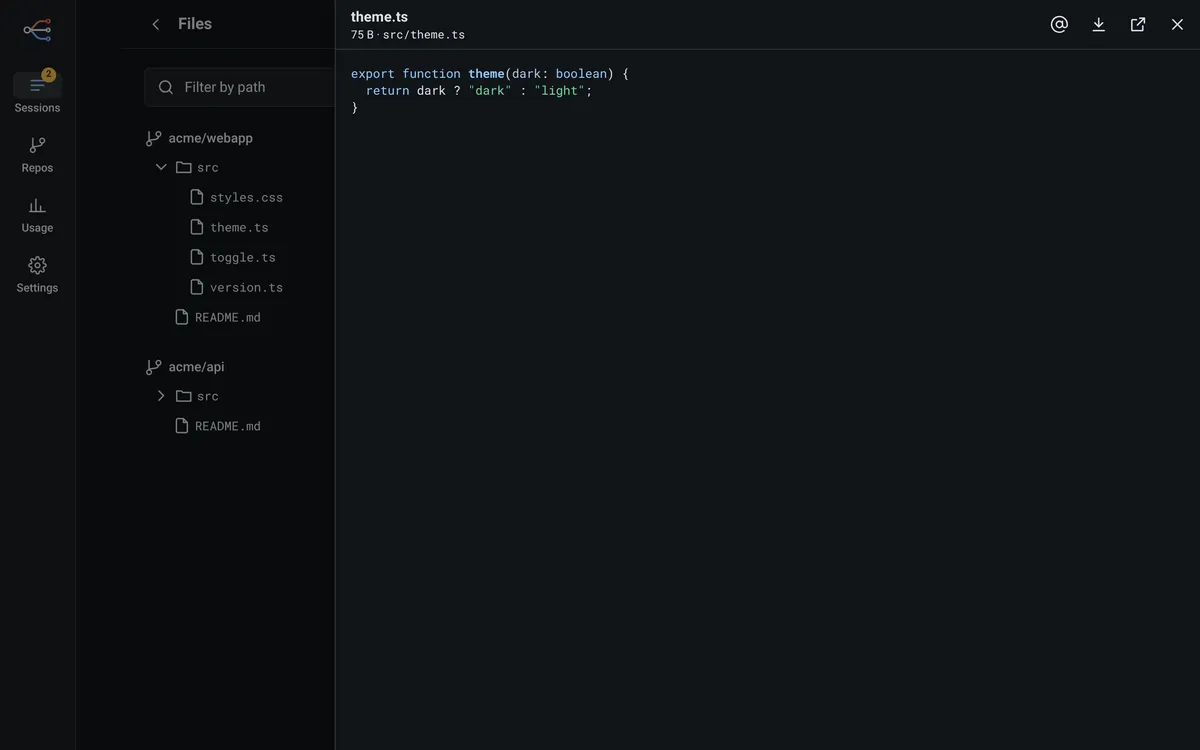 2
Sessions
Repos
Usage
Settings
Files
Filter by path
acme/webapp
src
styles.css
theme.ts
toggle.ts
version.ts
README.md
acme/api
src
README.md
theme.ts
75 B · src/theme.ts
export function theme(dark: boolean) {
  return dark ? "dark" : "light";
}